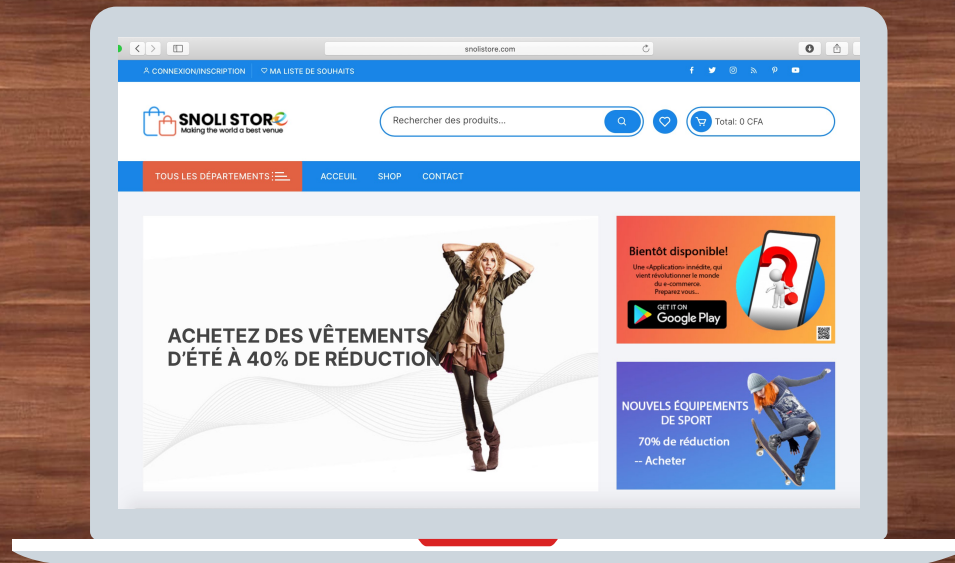 snolistore.com
CONNEXION/INSCRIPTION
MA LISTE DE SOUHAITS
SNOLI STORe
Making the world a best venue
Rechercher des produits...
Total: 0 CFA
TOUS LES DÉPARTEMENTS
ACCEUIL
SHOP
CONTACT
ACHETEZ DES VÊTEMENTS
D'ÉTÉ À 40% DE RÉDUCTION
Bientôt disponible!
Une «Application» innédite, qui
vient révolutionner le monde
du e-commerce.
Preparez vous...
GET IT ON
Google Play
NOUVELS ÉQUIPEMENTS
DE SPORT
70% de réduction
-- Acheter